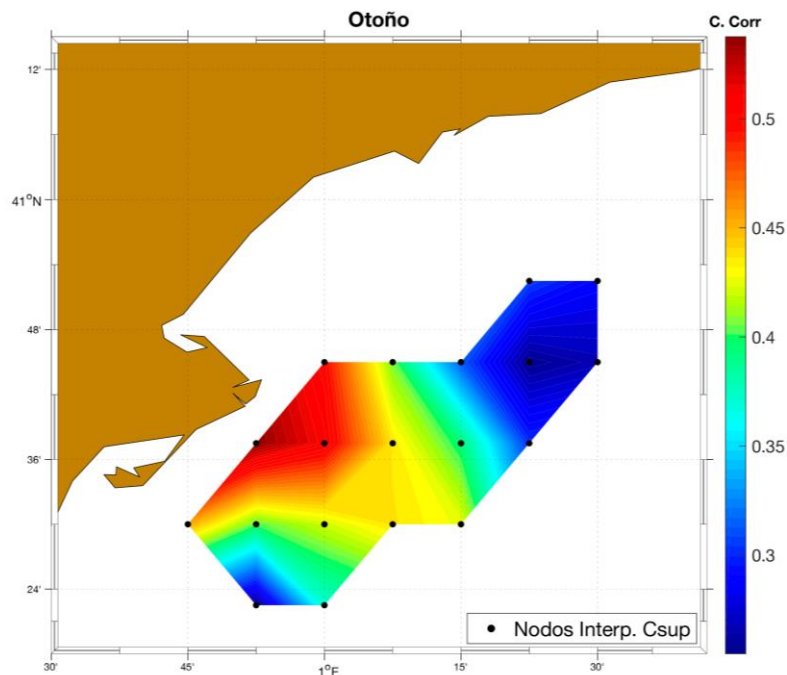 Otoño
C. Corr
12'
41°N
48'
36'
24'
30'
45'
1°E
15'
30'
0.5
0.45
0.4
0.35
0.3
Nodos Interp. Csup